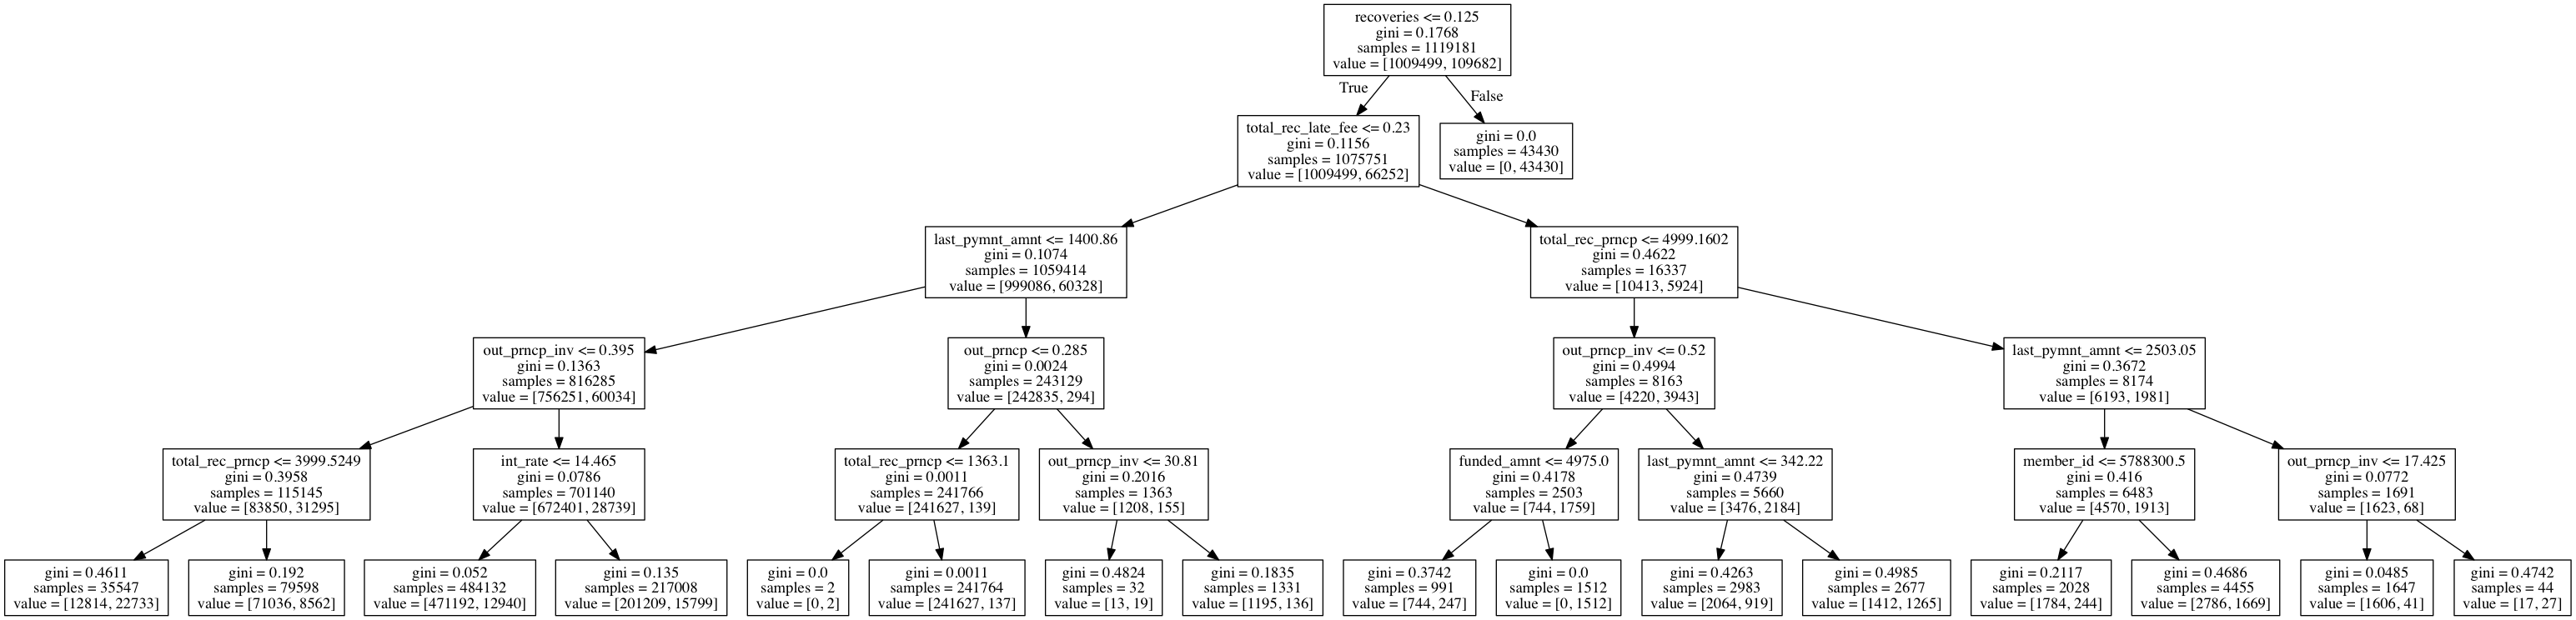 recoveries <= 0.125
gini = 0.1768
samples = 1119181
value = [1009499, 109682]
True
False
total_rec_late_fee <= 0.23
gini = 0.1156
samples = 1075751
value = [1009499, 66252]
gini = 0.0
samples = 43430
value = [0, 43430]
last_pymnt_amnt <= 1400.86
gini = 0.1074
samples = 1059414
value = [999086, 60328]
total_rec_prncp <= 4999.1602
gini = 0.4622
samples = 16337
value = [10413, 5924]
out_prncp_inv <= 0.395
gini = 0.1363
samples = 816285
value = [756251, 60034]
out_prncp <= 0.285
gini = 0.0024
samples = 243129
value = [242835, 294]
out_prncp_inv <= 0.52
gini = 0.4994
samples = 8163
value = [4220, 3943]
last_pymnt_amnt <= 2503.05
gini = 0.3672
samples = 8174
value = [6193, 1981]
total_rec_prncp <= 3999.5249
gini = 0.3958
samples = 115145
value = [83850, 31295]
int_rate <= 14.465
gini = 0.0786
samples = 701140
value = [672401, 28739]
total_rec_prncp <= 1363.1
gini = 0.0011
samples = 241766
value = [241627, 139]
out_prncp_inv <= 30.81
gini = 0.2016
samples = 1363
value = [1208, 155]
funded_amnt <= 4975.0
gini = 0.4178
samples = 2503
value = [744, 1759]
last_pymnt_amnt <= 342.22
gini = 0.4739
samples = 5660
value = [3476, 2184]
member_id <= 5788300.5
gini = 0.416
samples = 6483
value = [4570, 1913]
out_prncp_inv <= 17.425
gini = 0.0772
samples = 1691
value = [1623, 68]
gini = 0.4611
samples = 35547
value = [12814, 22733]
gini = 0.192
samples = 79598
value = [71036, 8562]
gini = 0.052
samples = 484132
value = [471192, 12940]
gini = 0.135
samples = 217008
value = [201209, 15799]
gini = 0.0
samples = 2
value = [0, 2]
gini = 0.0011
samples = 241764
value = [241627, 137]
gini = 0.4824
samples = 32
value = [13, 19]
gini = 0.1835
samples = 1331
value = [1195, 136]
gini = 0.3742
samples = 991
value = [744, 247]
gini = 0.0
samples = 1512
value = [0, 1512]
gini = 0.4263
samples = 2983
value = [2064, 919]
gini = 0.4985
samples = 2677
value = [1412, 1265]
gini = 0.2117
samples = 2028
value = [1784, 244]
gini = 0.4686
samples = 4455
value = [2786, 1669]
gini = 0.0485
samples = 1647
value = [1606, 41]
gini = 0.4742
samples = 44
value = [17, 27]